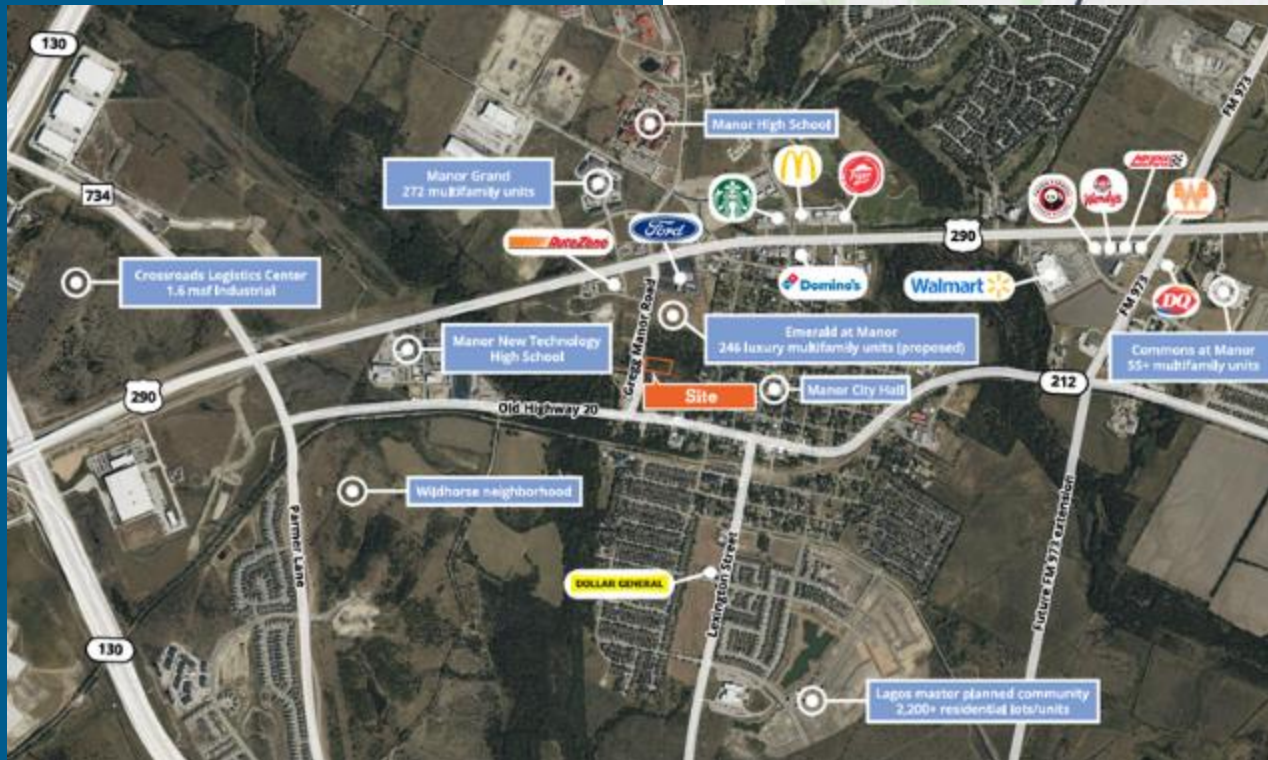 130
FM 973
Manor High School
Manor Grand
272 multifamily units
734
Wendy's
Ford
290
AutoZone
Crossroads Logistics Center
1.6 msf Industrial
Domino's
Walmart
DQ
FM 973
Gregg Manor Road
Emerald at Manor
246 luxury multifamily units (proposed)
Manor New Technology
High School
Commons at Manor
55+ multifamily units
290
212
Site
Manor City Hall
Old Highway 20
Wildhorse neighborhood
Parmer Lane
Lexington Street
DOLLAR GENERAL
Future FM 973 extension
130
Lagos master planned community
2,200+ residential lots/units